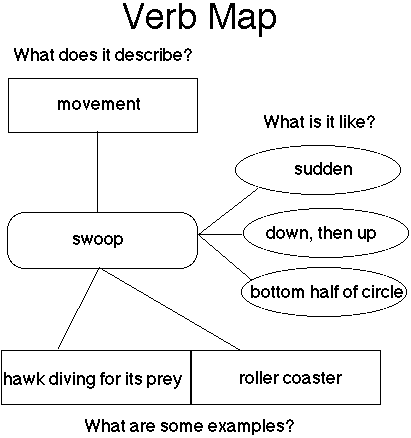 Verb Map
What does it describe?
movement
What is it like?
sudden
swoop
down, then up
bottom half of circle
hawk diving for its prey
roller coaster
What are some examples?